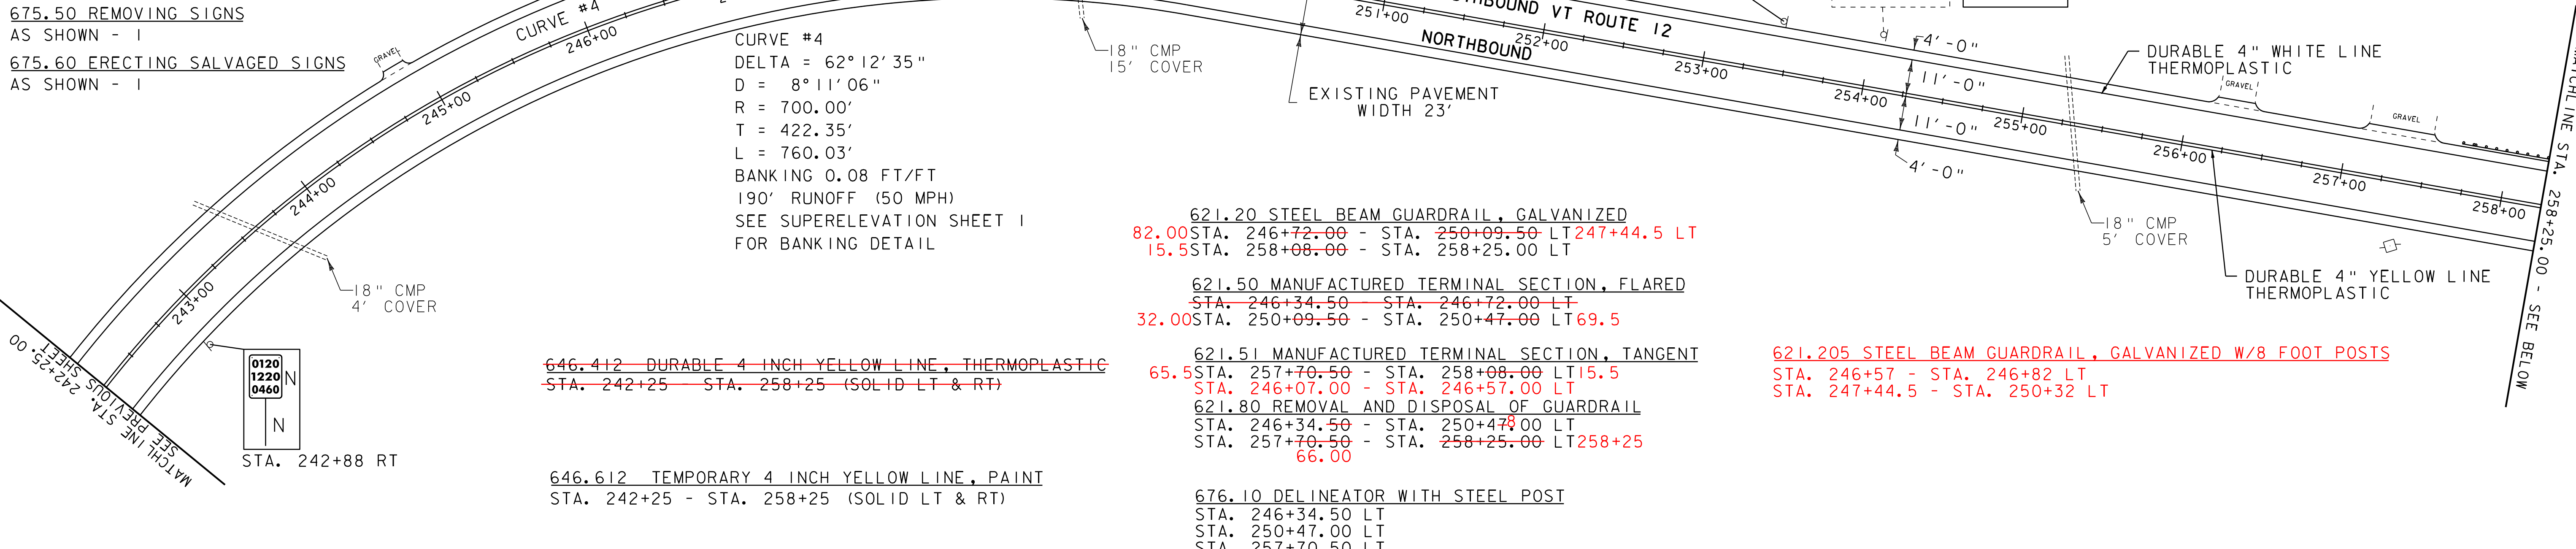 675.50 REMOVING SIGNS
AS SHOWN - 1
675.60 ERECTING SALVAGED SIGNS
AS SHOWN - 1
GRAVEL
CURVE #4
243+00
244+00
245+00
246+00
18" CMP
4' COVER
CURVE #4
DELTA = 62°12'35"
D = 8°11'06"
R = 700.00'
T = 422.35'
L = 760.03'
BANKING 0.08 FT/FT
190' RUNOFF (50 MPH)
SEE SUPERELEVATION SHEET 1
FOR BANKING DETAIL
18" CMP
15' COVER
EXISTING PAVEMENT
WIDTH 23'
VT ROUTE 12
NORTHBOUND
251+00
252+00
253+00
254+00
255+00
256+00
257+00
258+00
4'-0"
11'-0"
11'-0"
4'-0"
DURABLE 4" WHITE LINE
THERMOPLASTIC
GRAVEL
GRAVEL
18" CMP
5' COVER
DURABLE 4" YELLOW LINE
THERMOPLASTIC
MATCHLINE STA. 258+25.00 - SEE BELOW
MATCHLINE STA. 242+25.00
SEE PREVIOUS SHEET
0120
1220
0460
N
N
STA. 242+88 RT
646.412 DURABLE 4 INCH YELLOW LINE, THERMOPLASTIC
STA. 242+25 - STA. 258+25 (SOLID LT & RT)
646.612 TEMPORARY 4 INCH YELLOW LINE, PAINT
STA. 242+25 - STA. 258+25 (SOLID LT & RT)
621.20 STEEL BEAM GUARDRAIL, GALVANIZED
82.00 STA. 246+72.00 - STA. 250+09.50 LT 247+44.5 LT
15.5 STA. 258+08.00 - STA. 258+25.00 LT
621.50 MANUFACTURED TERMINAL SECTION, FLARED
STA. 246+34.50 - STA. 246+72.00 LT
32.00 STA. 250+09.50 - STA. 250+47.00 LT 69.5
621.51 MANUFACTURED TERMINAL SECTION, TANGENT
65.5 STA. 257+70.50 - STA. 258+08.00 LT 15.5
STA. 246+07.00 - STA. 246+57.00 LT
621.80 REMOVAL AND DISPOSAL OF GUARDRAIL
STA. 246+34.50 - STA. 250+47.00 LT
8
STA. 257+70.50 - STA. 258+25.00 LT 258+25
66.00
676.10 DELINEATOR WITH STEEL POST
STA. 246+34.50 LT
STA. 250+47.00 LT
STA. 257+70.50 LT
621.205 STEEL BEAM GUARDRAIL, GALVANIZED W/8 FOOT POSTS
STA. 246+57 - STA. 246+82 LT
STA. 247+44.5 - STA. 250+32 LT